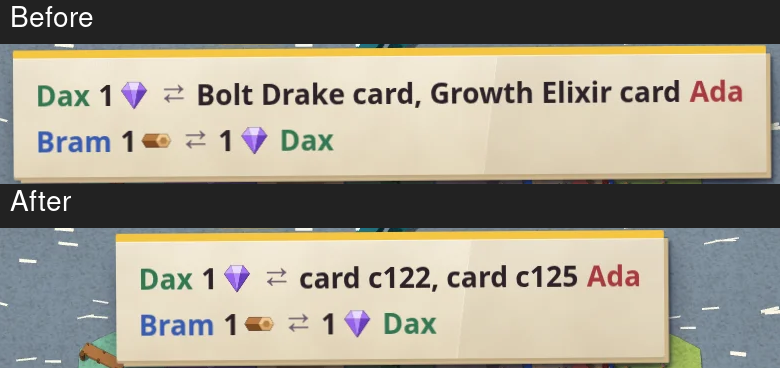 Before
Dax 1 ⇄ Bolt Drake card, Growth Elixir card Ada
Bram 1 ⇄ 1 Dax
After
Dax 1 ⇄ card c122, card c125 Ada
Bram 1 ⇄ 1 Dax